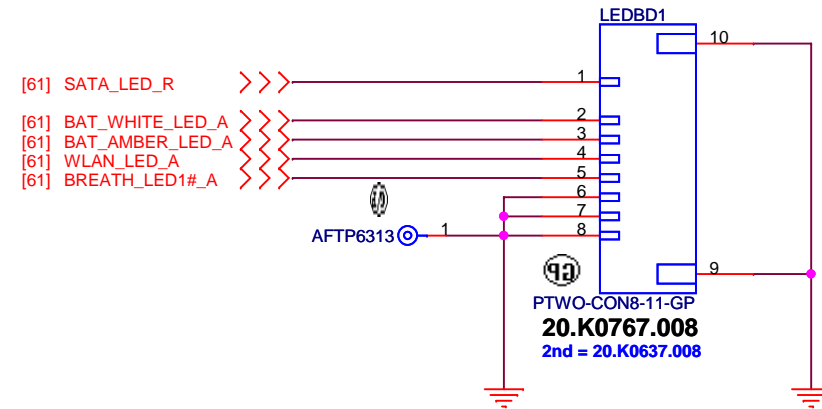 LEDBD1
10
[61] SATA_LED_R
1
[61] BAT_WHITE_LED_A
2
[61] BAT_AMBER_LED_A
3
[61] WLAN_LED_A
4
[61] BREATH_LED1#_A
5
6
7
AFTP6313
1
8
GP
9
PTWO-CON8-11-GP
20.K0767.008
2nd = 20.K0637.008